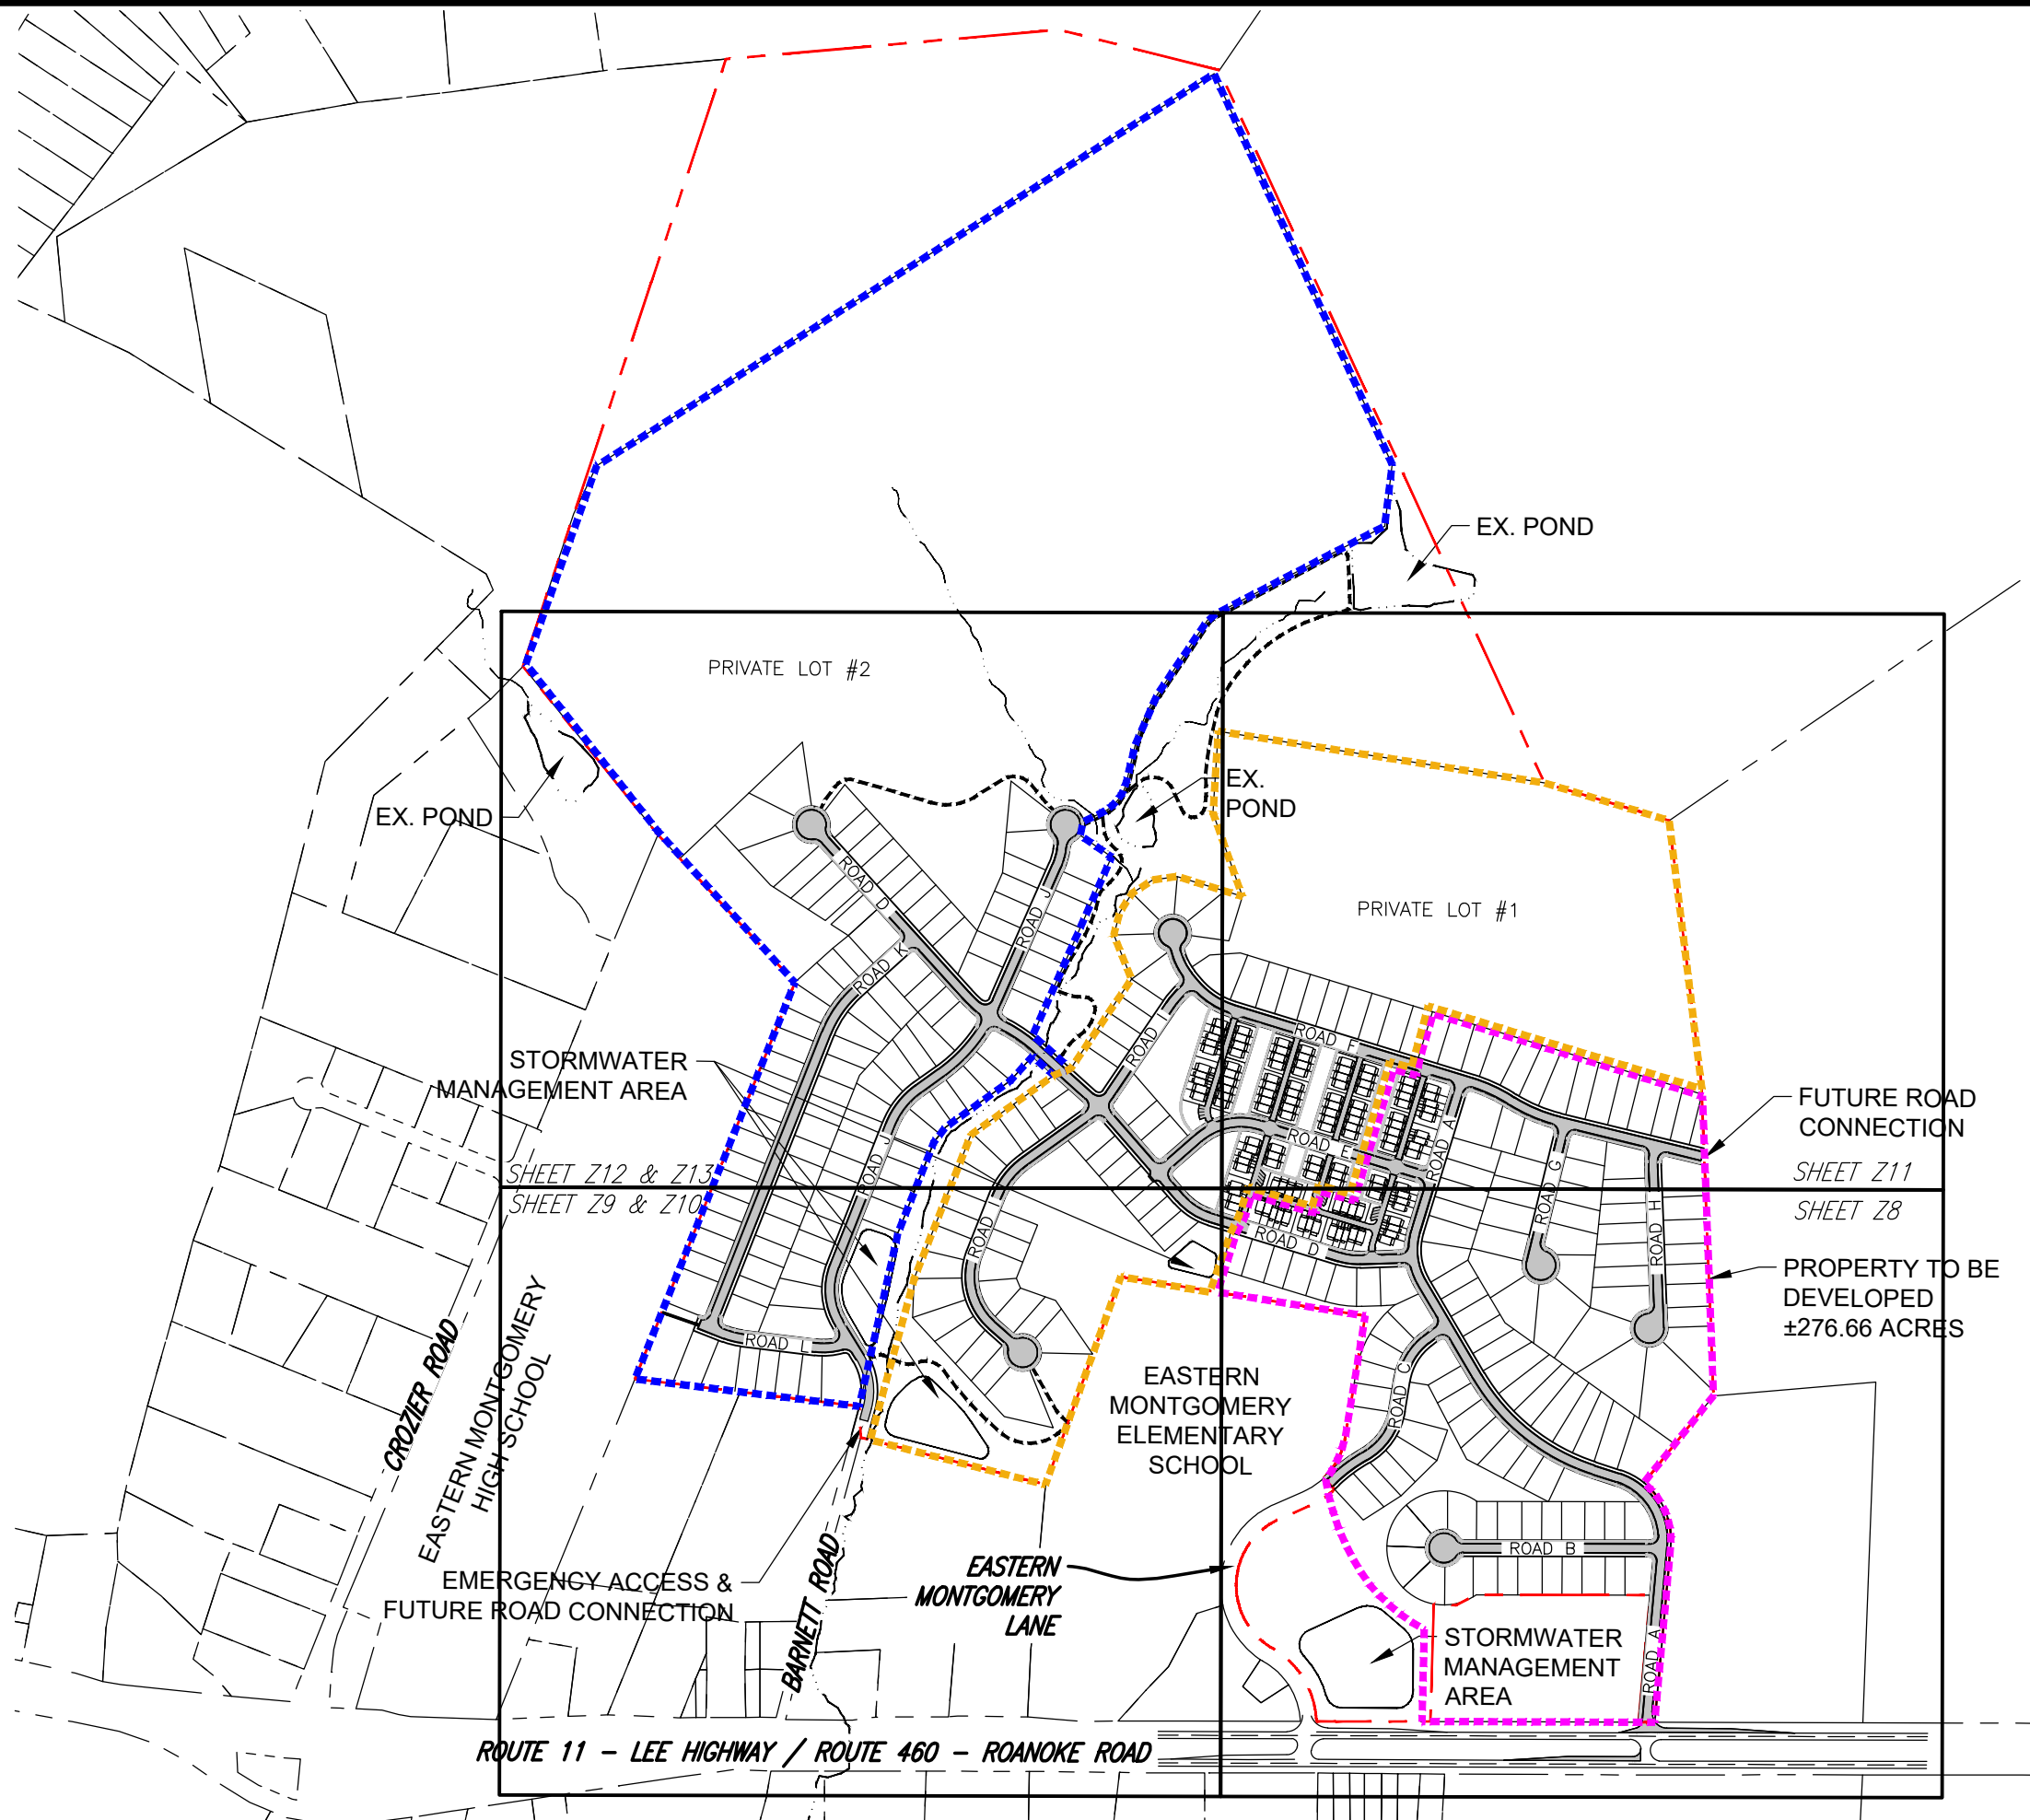 EX. POND
PRIVATE LOT #2
EX.
POND
EX. POND
PRIVATE LOT #1
ROAD D
ROAD J
ROAD K
ROAD I
ROAD F
STORMWATER
MANAGEMENT AREA
FUTURE ROAD
CONNECTION
ROAD A
ROAD E
ROAD J
ROAD G
SHEET Z12 & Z13
SHEET Z11
SHEET Z9 & Z10
SHEET Z8
ROAD H
ROAD I
ROAD D
PROPERTY TO BE
DEVELOPED
±276.66 ACRES
ROAD L
CROZIER ROAD
EASTERN MONTGOMERY
HIGH SCHOOL
EASTERN
MONTGOMERY
ELEMENTARY
SCHOOL
ROAD C
ROAD B
EMERGENCY ACCESS &
FUTURE ROAD CONNECTION
BARNETT ROAD
EASTERN
MONTGOMERY
LANE
STORMWATER
MANAGEMENT
AREA
ROAD A
ROUTE 11 - LEE HIGHWAY / ROUTE 460 - ROANOKE ROAD